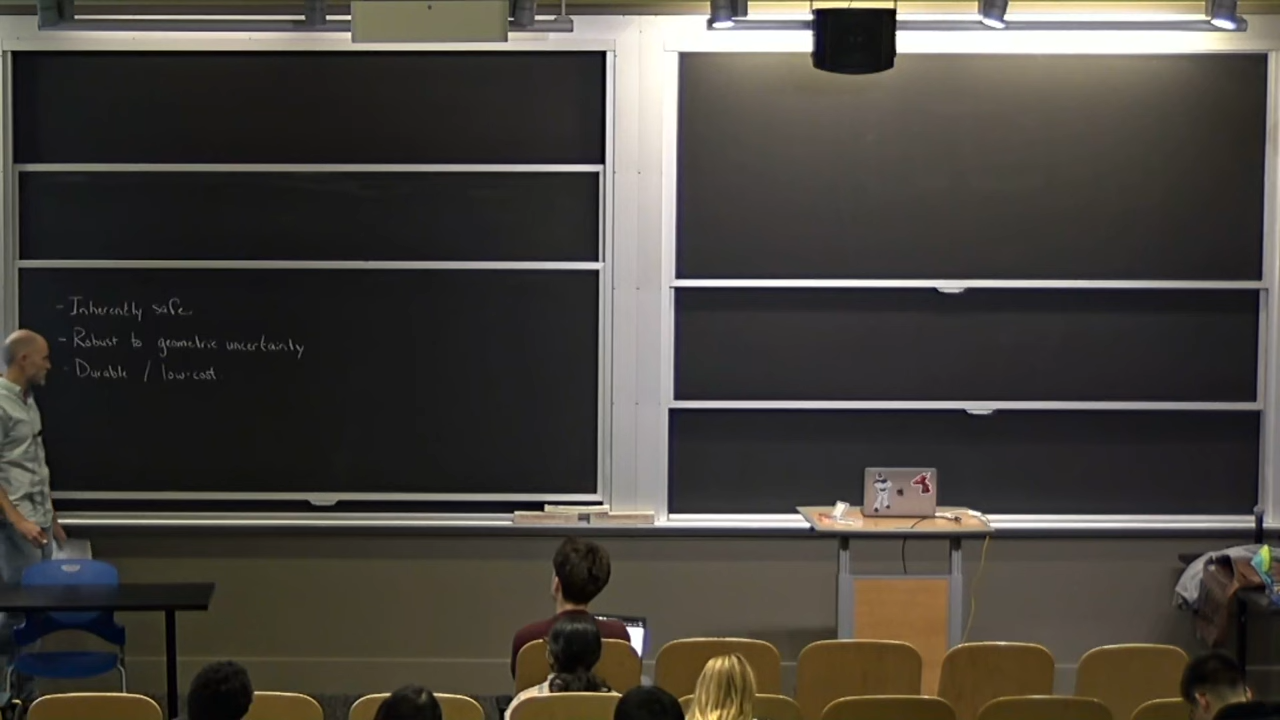 - Inherently safe
- Robust to geometric uncertainty
- Durable / low-cost